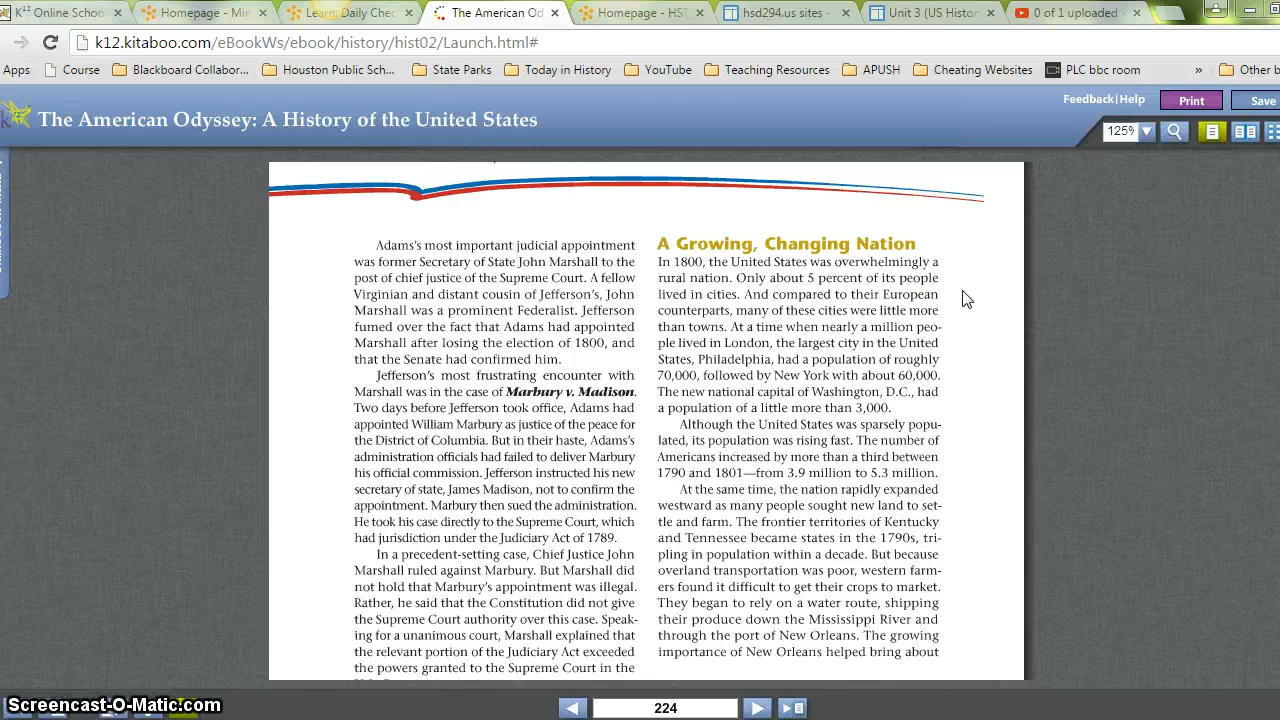 K¹² Online School
Homepage - Mir
Learn: Daily Chec
The American Od
Homepage - HST
hsd294.us sites -
Unit 3 (US Histor
0 of 1 uploaded
k12.kitaboo.com/eBookWs/ebook/history/hist02/Launch.html#
Apps
Course
Blackboard Collabor...
Houston Public Sch...
State Parks
Today in History
YouTube
Teaching Resources
APUSH
Cheating Websites
PLC bbc room
»
Other b
Feedback|Help
Print
Save
The American Odyssey: A History of the United States
125%
Adams's most important judicial appointment
was former Secretary of State John Marshall to the
post of chief justice of the Supreme Court. A fellow
Virginian and distant cousin of Jefferson's, John
Marshall was a prominent Federalist. Jefferson
fumed over the fact that Adams had appointed
Marshall after losing the election of 1800, and
that the Senate had confirmed him.
Jefferson's most frustrating encounter with
Marshall was in the case of Marbury v. Madison.
Two days before Jefferson took office, Adams had
appointed William Marbury as justice of the peace for
the District of Columbia. But in their haste, Adams's
administration officials had failed to deliver Marbury
his official commission. Jefferson instructed his new
secretary of state, James Madison, not to confirm the
appointment. Marbury then sued the administration.
He took his case directly to the Supreme Court, which
had jurisdiction under the Judiciary Act of 1789.
In a precedent-setting case, Chief Justice John
Marshall ruled against Marbury. But Marshall did
not hold that Marbury's appointment was illegal.
Rather, he said that the Constitution did not give
the Supreme Court authority over this case. Speak-
ing for a unanimous court, Marshall explained that
the relevant portion of the Judiciary Act exceeded
the powers granted to the Supreme Court in the
A Growing, Changing Nation
In 1800, the United States was overwhelmingly a
rural nation. Only about 5 percent of its people
lived in cities. And compared to their European
counterparts, many of these cities were little more
than towns. At a time when nearly a million peo-
ple lived in London, the largest city in the United
States, Philadelphia, had a population of roughly
70,000, followed by New York with about 60,000.
The new national capital of Washington, D.C., had
a population of a little more than 3,000.
Although the United States was sparsely popu-
lated, its population was rising fast. The number of
Americans increased by more than a third between
1790 and 1801—from 3.9 million to 5.3 million.
At the same time, the nation rapidly expanded
westward as many people sought new land to set-
tle and farm. The frontier territories of Kentucky
and Tennessee became states in the 1790s, tri-
pling in population within a decade. But because
overland transportation was poor, western farm-
ers found it difficult to get their crops to market.
They began to rely on a water route, shipping
their produce down the Mississippi River and
through the port of New Orleans. The growing
importance of New Orleans helped bring about
Screencast-O-Matic.com
224